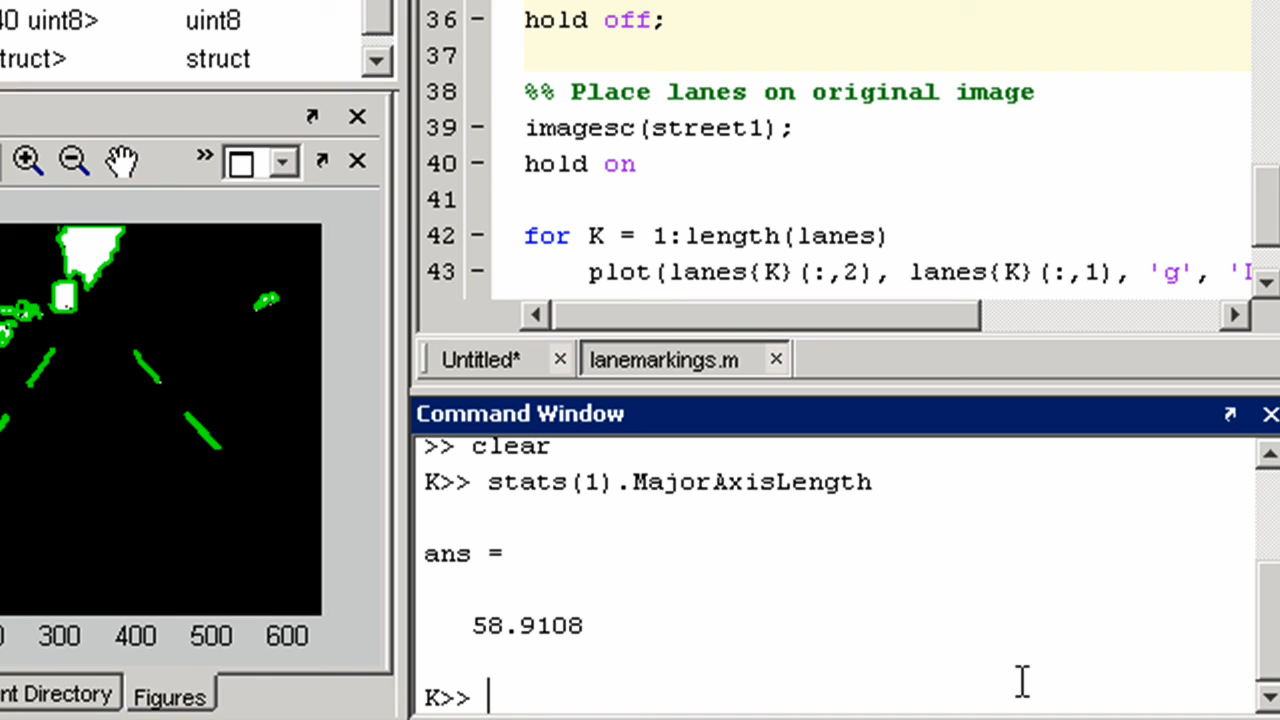 40 uint8> uint8
truct> struct
»
300 400 500 600
nt Directory Figures
36 - hold off;
37
38 %% Place lanes on original image
39 - imagesc(street1);
40 - hold on
41
42 - for K = 1:length(lanes)
43 - plot(lanes{K}(:,2), lanes{K}(:,1), 'g', 'L
Untitled* × lanemarkings.m ×
Command Window
>> clear
K>> stats(1).MajorAxisLength
ans =
58.9108
K>>